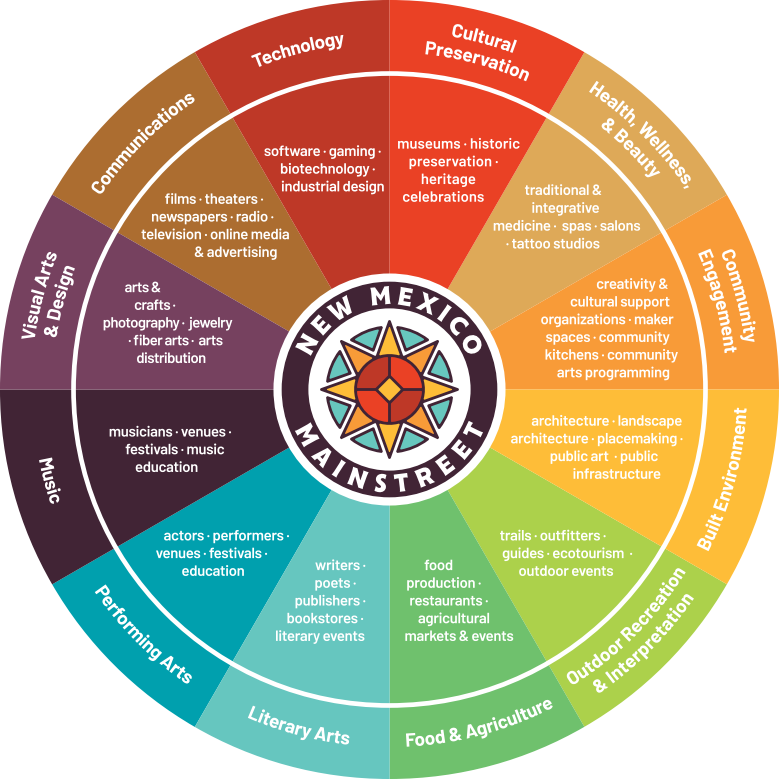 Technology
software · gaming ·
biotechnology ·
industrial design
Cultural
Preservation
museums · historic
preservation ·
heritage
celebrations
Health, Wellness,
& Beauty
traditional &
integrative
medicine · spas · salons
· tattoo studios
Community
Engagement
creativity &
cultural support
organizations · maker
spaces · community
kitchens · community
arts programming
Built Environment
architecture · landscape
architecture · placemaking ·
public art · public
infrastructure
Outdoor Recreation
& Interpretation
trails · outfitters ·
guides · ecotourism ·
outdoor events
Food & Agriculture
food
production ·
restaurants ·
agricultural
markets & events
Literary Arts
writers ·
poets ·
publishers ·
bookstores ·
literary events
Performing Arts
actors · performers ·
venues · festivals ·
education
Music
musicians · venues ·
festivals · music
education
Visual Arts
& Design
arts &
crafts ·
photography · jewelry
· fiber arts · arts
distribution
Communications
films · theaters ·
newspapers · radio ·
television · online media
& advertising
NEW MEXICO
MAINSTREET